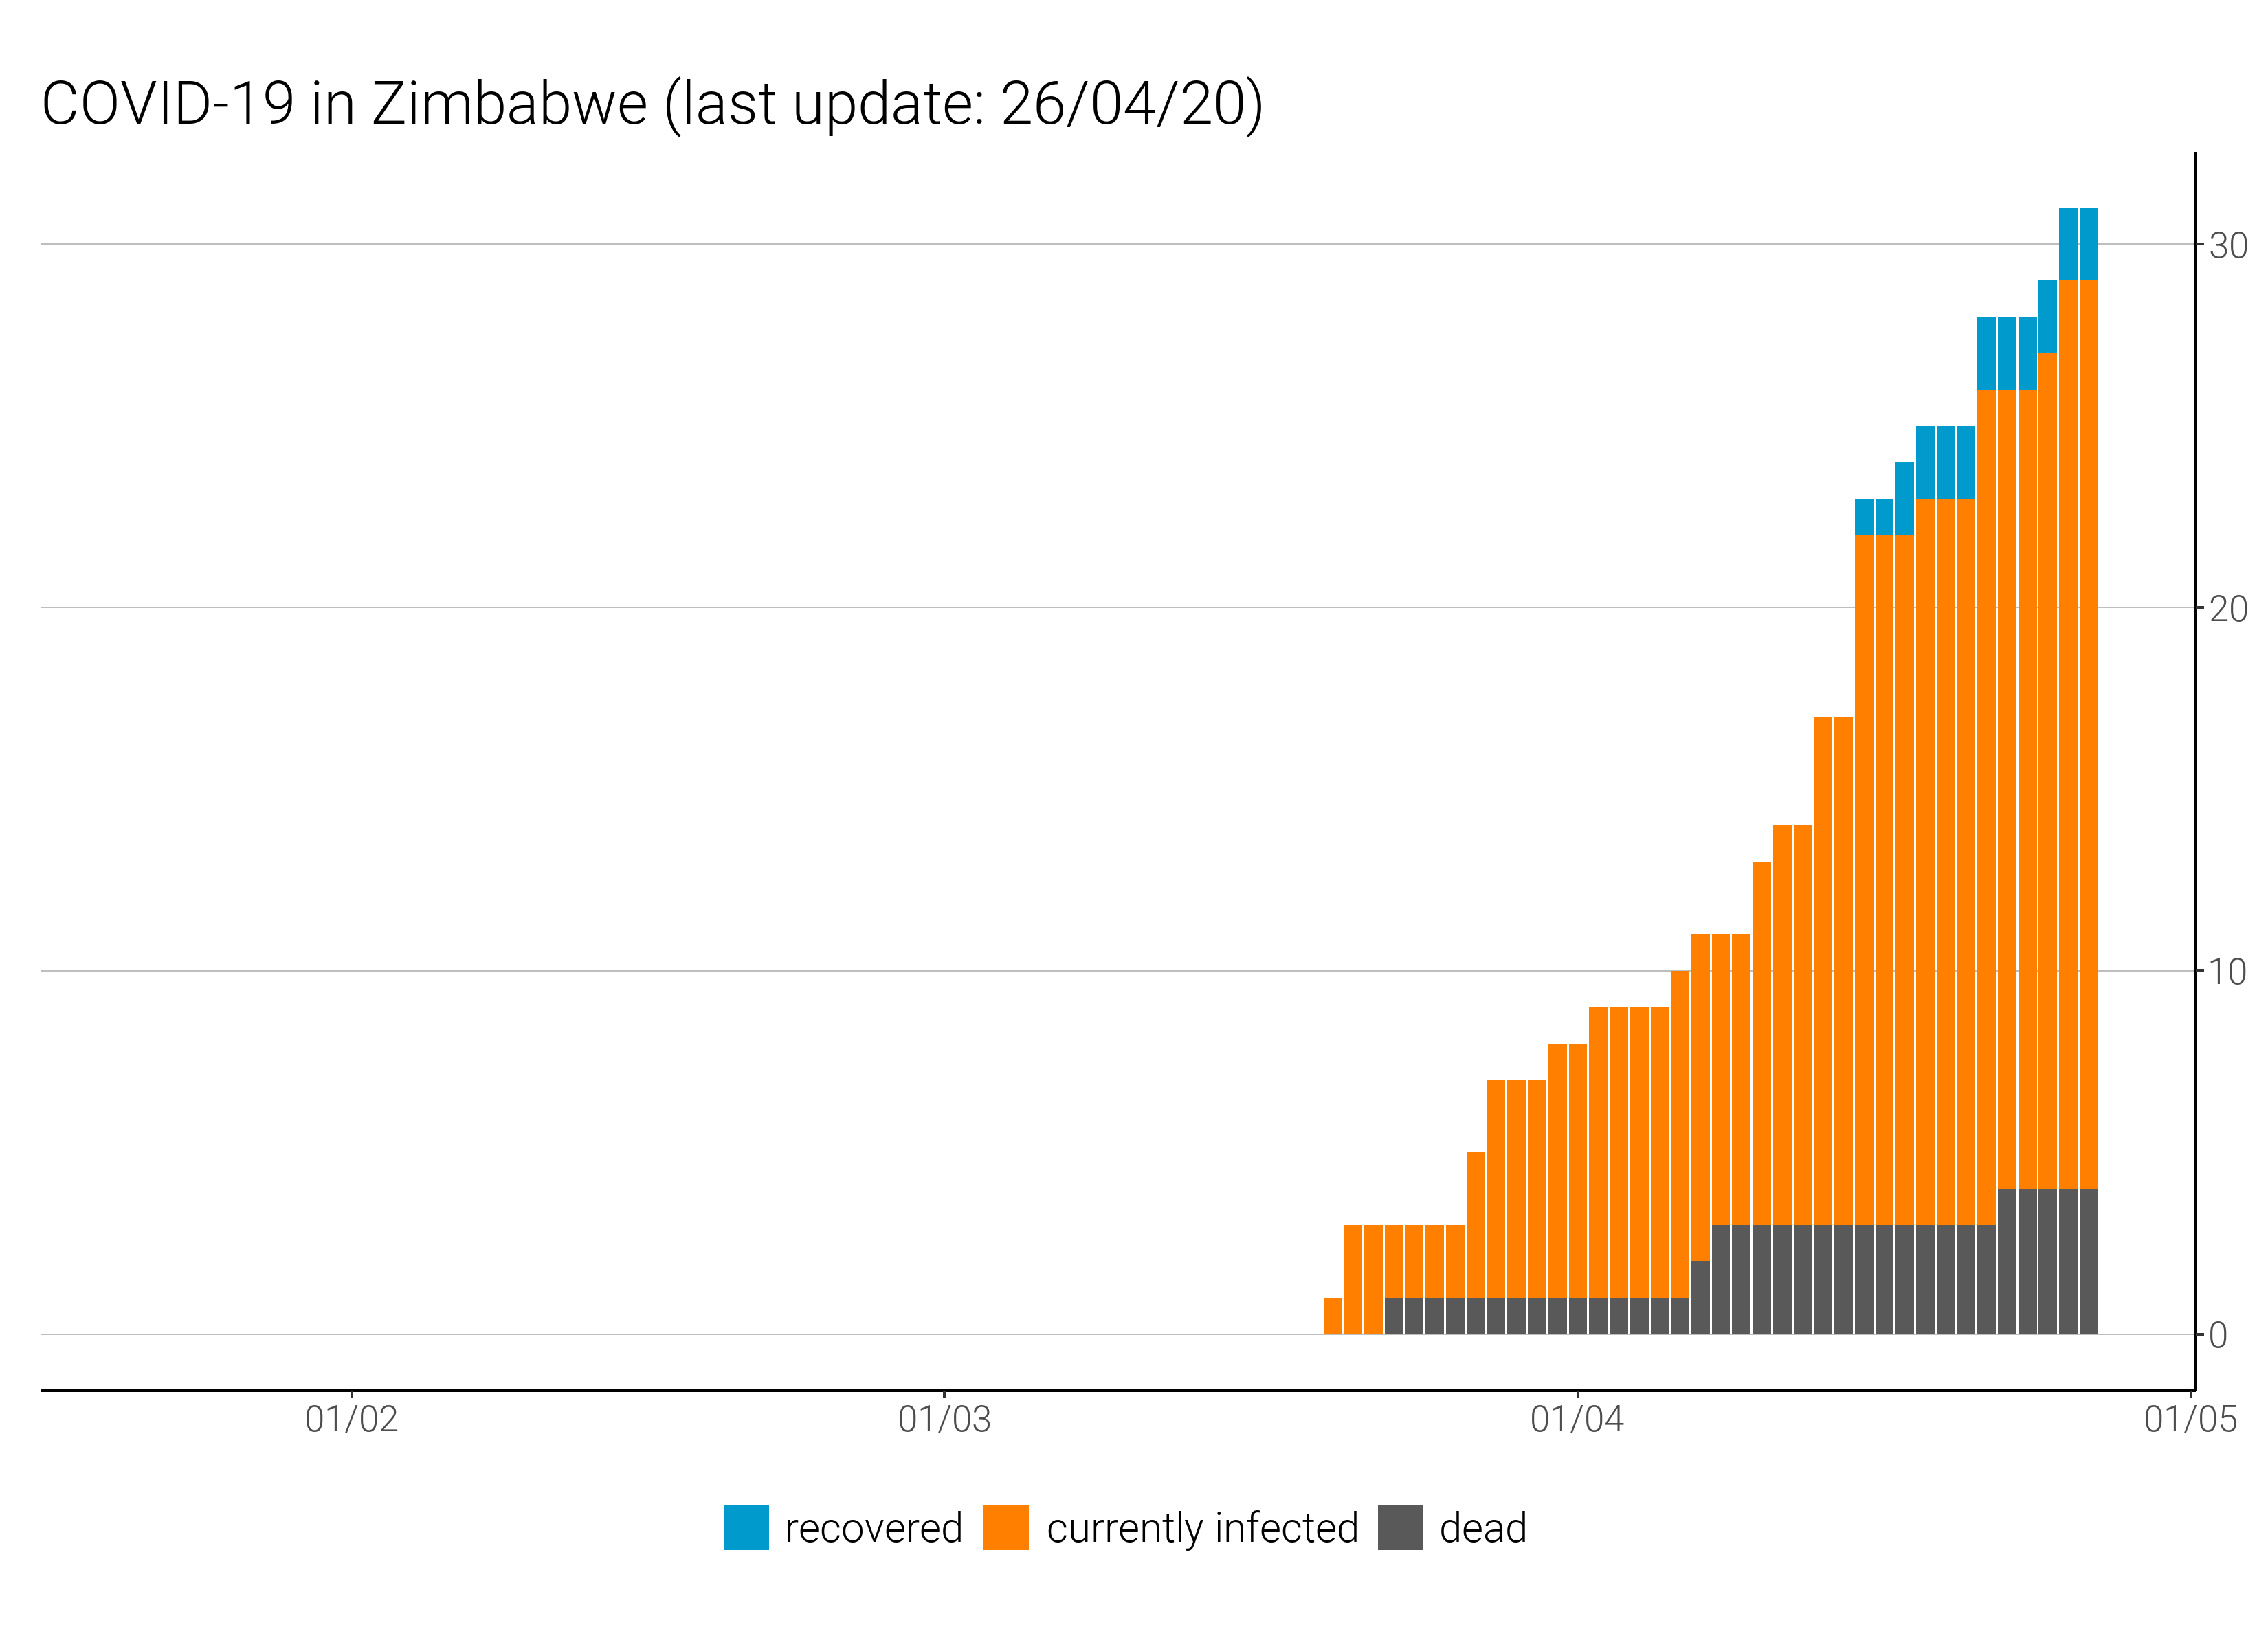 COVID-19 in Zimbabwe (last update: 26/04/20)
30
20
10
0
01/02 01/03 01/04 01/05
recovered currently infected dead